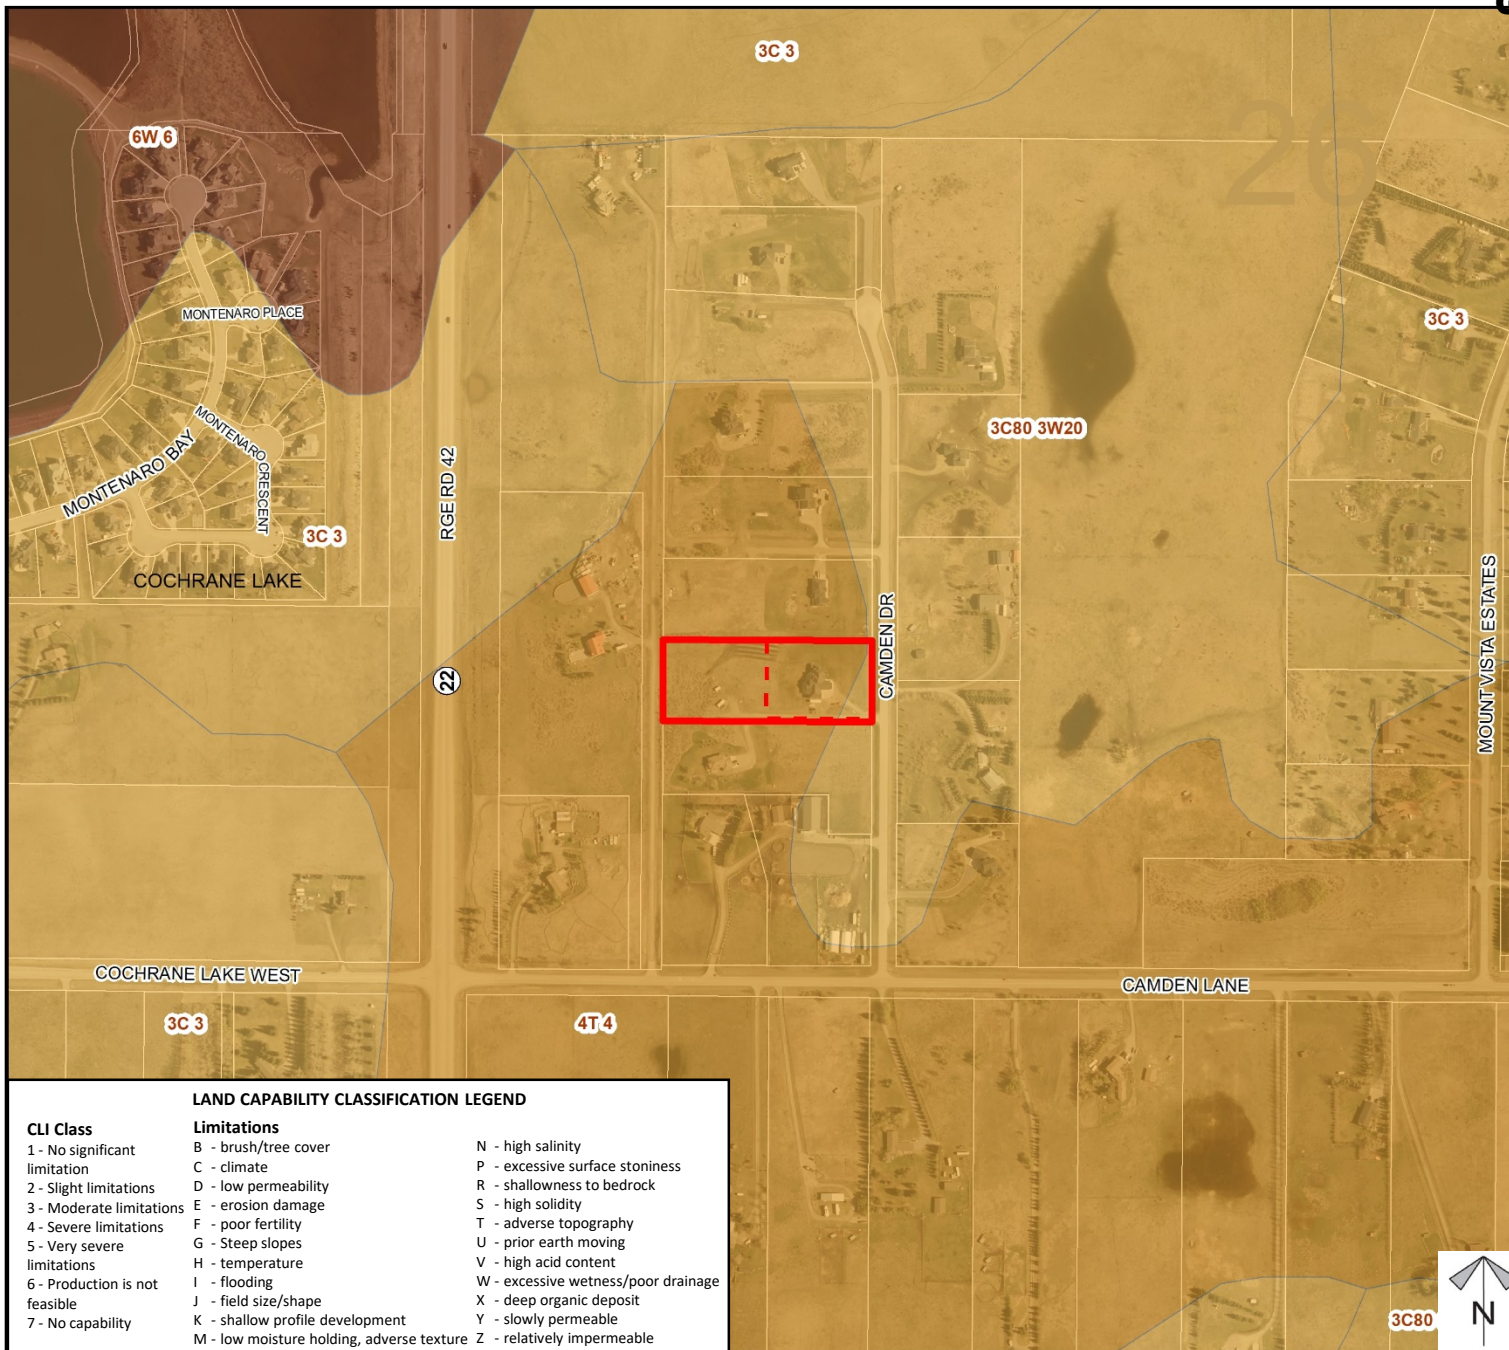 3C 3
26
6W 6
MONTENARO PLACE
3C 3
MONTENARO CRESCENT
MONTENARO BAY
3C80 3W20
RGE RD 42
3C 3
COCHRANE LAKE
CAMDEN DR
MOUNT VISTA ESTATES
22
COCHRANE LAKE WEST
CAMDEN LANE
3C 3
4T 4
LAND CAPABILITY CLASSIFICATION LEGEND
CLI Class
1 - No significant
limitation
2 - Slight limitations
3 - Moderate limitations
4 - Severe limitations
5 - Very severe
limitations
6 - Production is not
feasible
7 - No capability
Limitations
B - brush/tree cover
C - climate
D - low permeability
E - erosion damage
F - poor fertility
G - Steep slopes
H - temperature
I - flooding
J - field size/shape
K - shallow profile development
M - low moisture holding, adverse texture
N - high salinity
P - excessive surface stoniness
R - shallowness to bedrock
S - high solidity
T - adverse topography
U - prior earth moving
V - high acid content
W - excessive wetness/poor drainage
X - deep organic deposit
Y - slowly permeable
Z - relatively impermeable
3C80
N